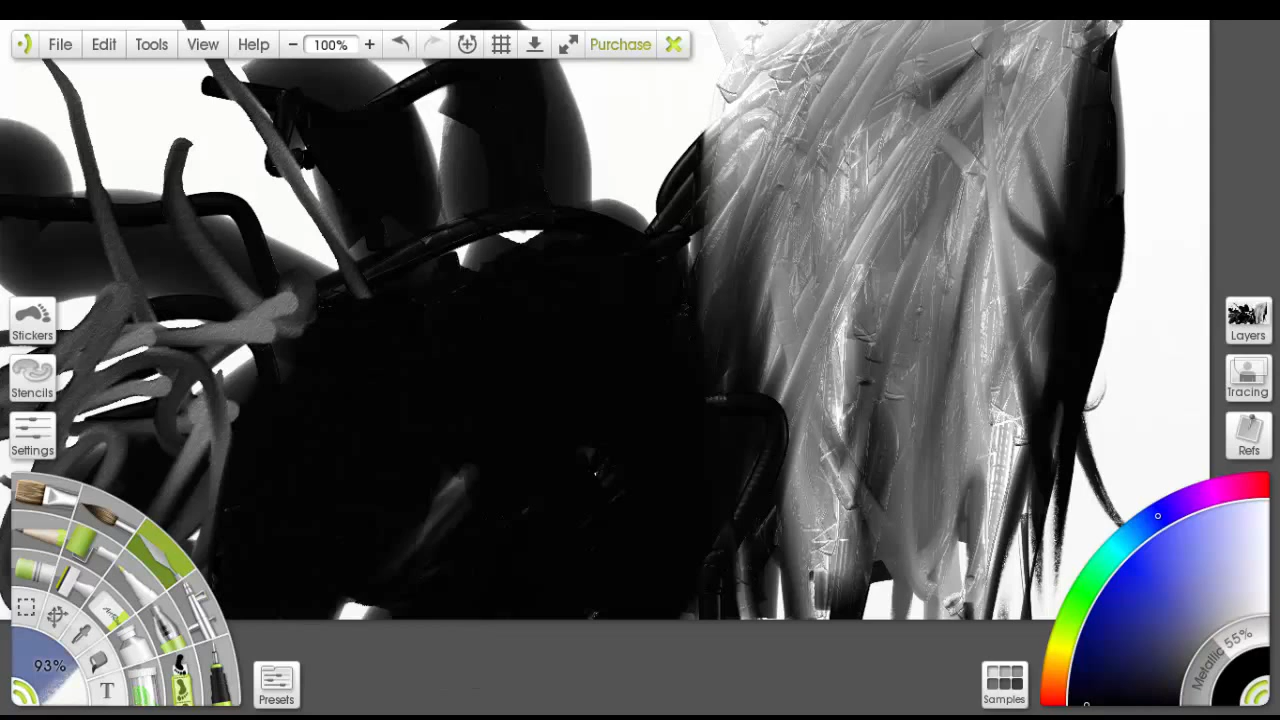 File Edit Tools View Help − 100% + Purchase
Stickers
Stencils
Settings
Layers
Tracing
Refs
93%
T
Presets
Metallic 55%
Samples